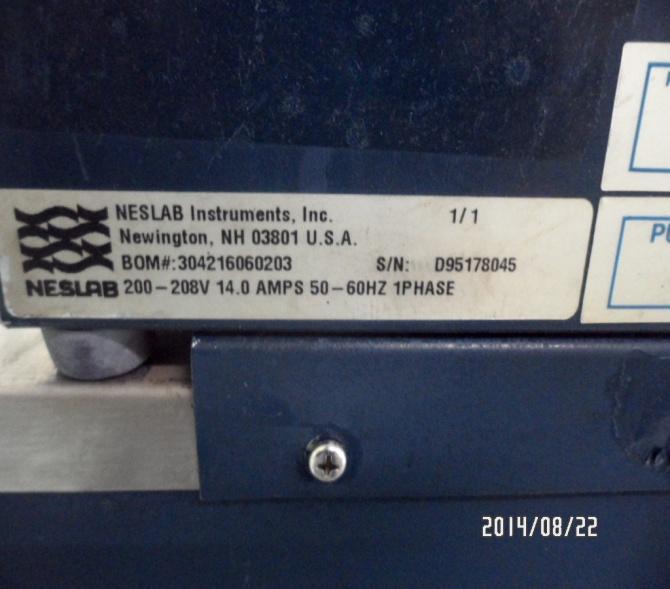 NESLAB Instruments, Inc. 1/1
Newington, NH 03801 U.S.A.
BOM#:304216060203 S/N: D95178045
NESLAB 200-208V 14.0 AMPS 50-60HZ 1PHASE
2014/08/22